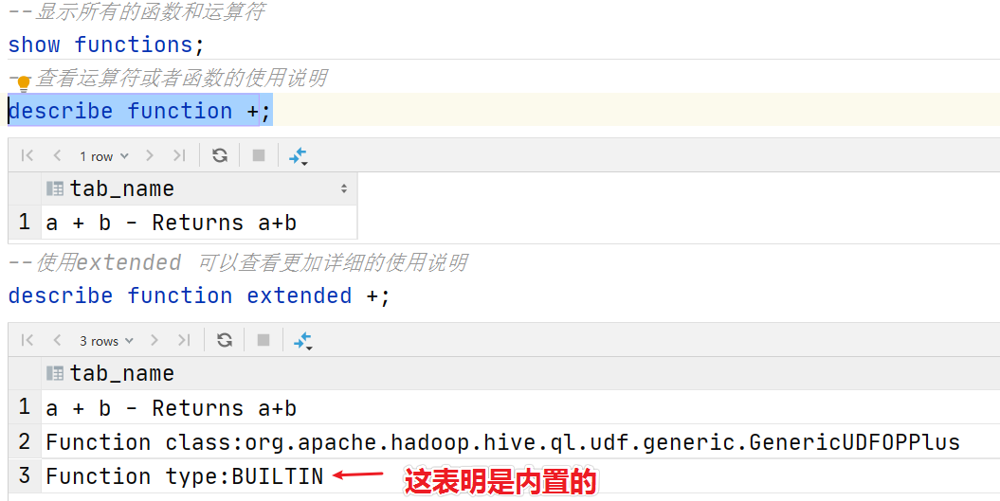 --显示所有的函数和运算符
show functions;
--查看运算符或者函数的使用说明
describe function +;
1 row
tab_name
1 a + b - Returns a+b
--使用extended 可以查看更加详细的使用说明
describe function extended +;
3 rows
tab_name
1 a + b - Returns a+b
2 Function class:org.apache.hadoop.hive.ql.udf.generic.GenericUDFOPPlus
3 Function type:BUILTIN 这表明是内置的